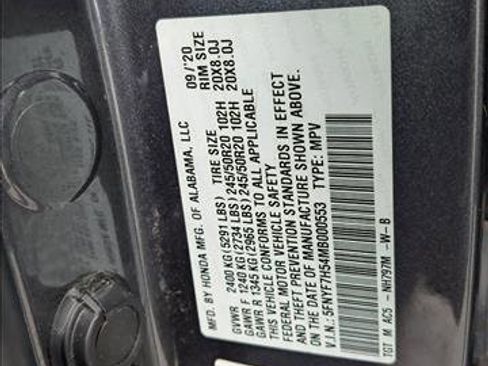 MFD. BY HONDA MFG. OF ALABAMA, LLC 09/'20
TIRE SIZE RIM SIZE
GVWR 2400 KG (5291 LBS)
GAWR F 1240 KG (2734 LBS) 245/50R20 102H 20X8.0J
GAWR R 1345 KG (2965 LBS) 245/50R20 102H 20X8.0J
THIS VEHICLE CONFORMS TO ALL APPLICABLE
FEDERAL MOTOR VEHICLE SAFETY
AND THEFT PREVENTION STANDARDS IN EFFECT
ON THE DATE OF MANUFACTURE SHOWN ABOVE.
V.I.N.: 5FNYF7H54MB000553 TYPE: MPV
TGT M AC5 -NH797M -W-B